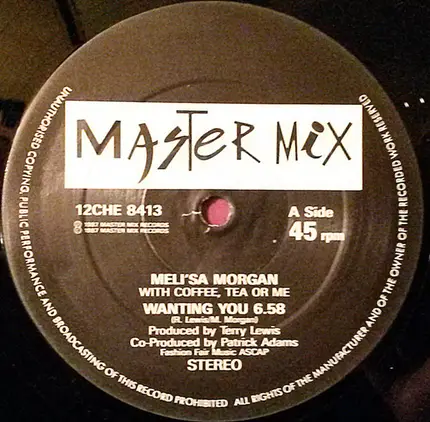 MASTER MiX
12CHE 8413
℗ 1987 MASTER MIX RECORDS
© 1987 MASTER MIX RECORDS
A Side
45 rpm
MELI'SA MORGAN
WITH COFFEE, TEA OR ME
WANTING YOU 6.58
(R. Lewis/M. Morgan)
Produced by Terry Lewis
Co-Produced by Patrick Adams
Fashion Fair Music ASCAP
STEREO
UNAUTHORISED COPYING, PUBLIC PERFORMANCE AND BROADCASTING OF THIS RECORD PROHIBITED ALL RIGHTS OF THE MANUFACTURER AND OF THE OWNER OF THE RECORDED WORK RESERVED